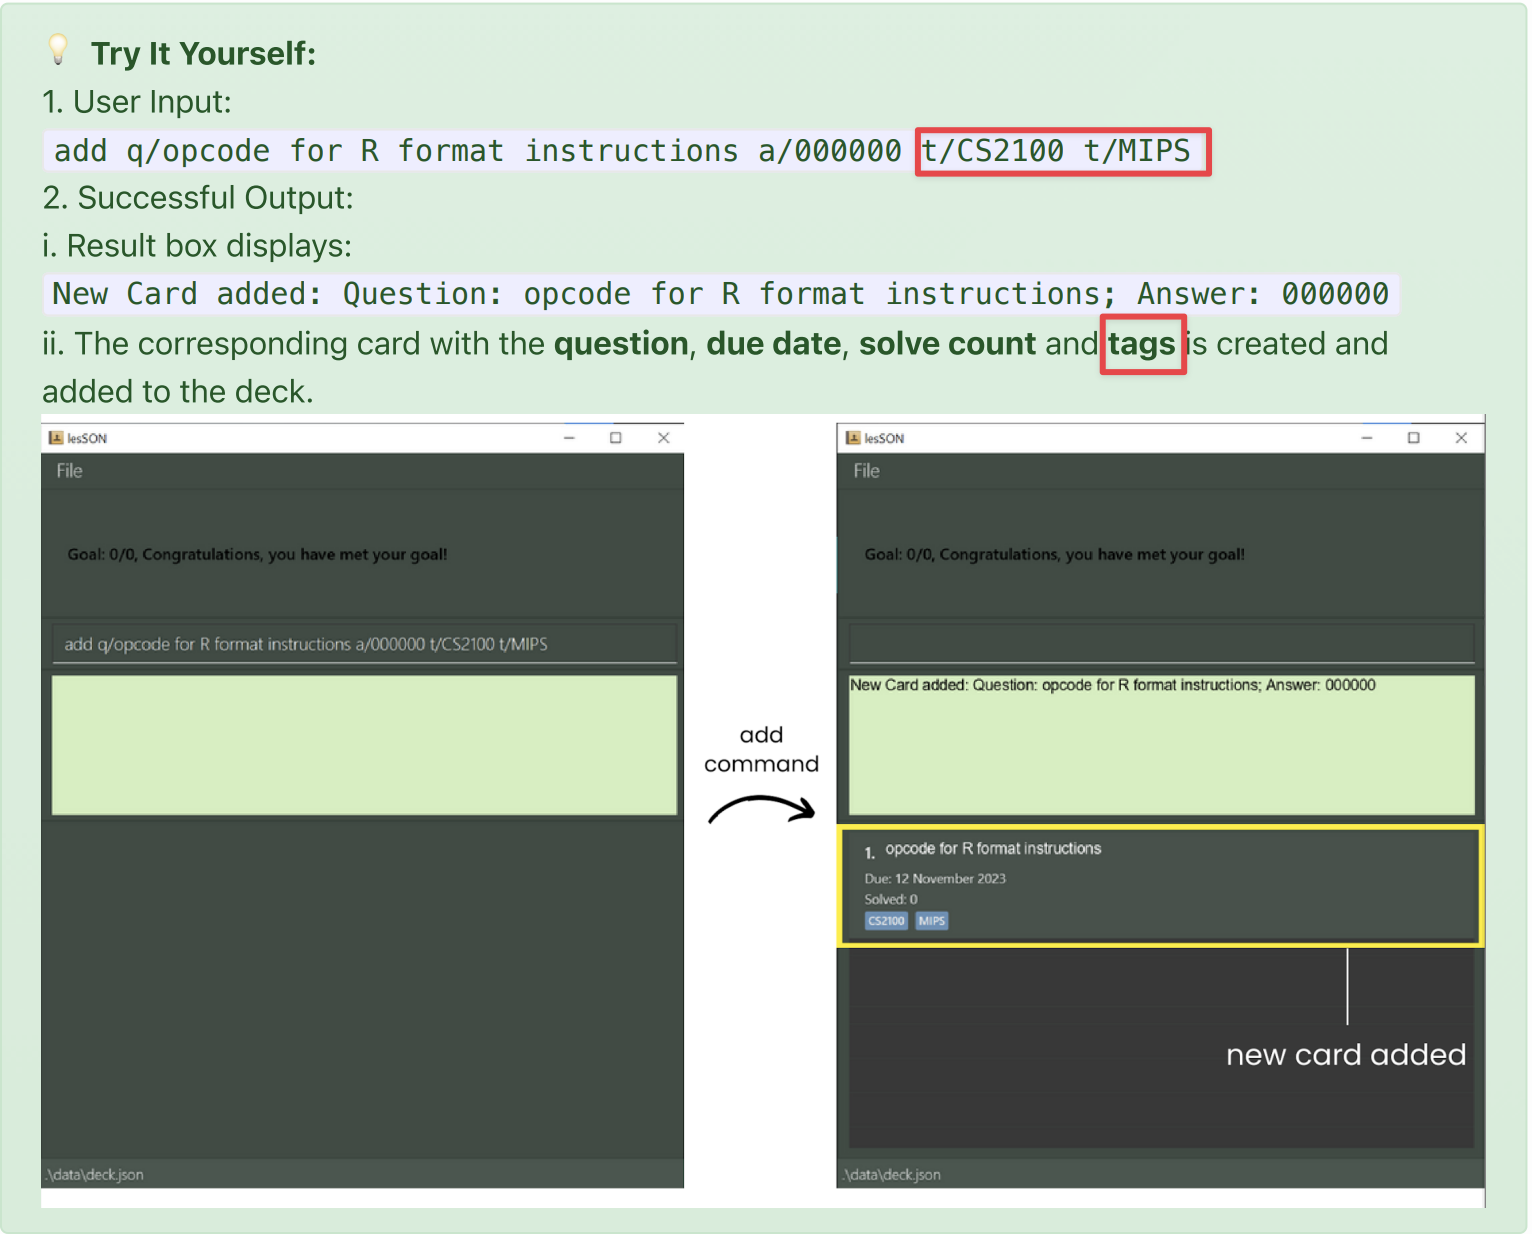 Try It Yourself:
1. User Input:
add q/opcode for R format instructions a/000000 t/CS2100 t/MIPS
2. Successful Output:
i. Result box displays:
New Card added: Question: opcode for R format instructions; Answer: 000000
ii. The corresponding card with the question, due date, solve count and tags is created and
added to the deck.
lesSON
File
Goal: 0/0, Congratulations, you have met your goal!
add q/opcode for R format instructions a/000000 t/CS2100 t/MIPS
.\data\deck.json
add
command
lesSON
File
Goal: 0/0, Congratulations, you have met your goal!
New Card added: Question: opcode for R format instructions; Answer: 000000
1. opcode for R format instructions
Due: 12 November 2023
Solved: 0
CS2100 MIPS
new card added
.\data\deck.json